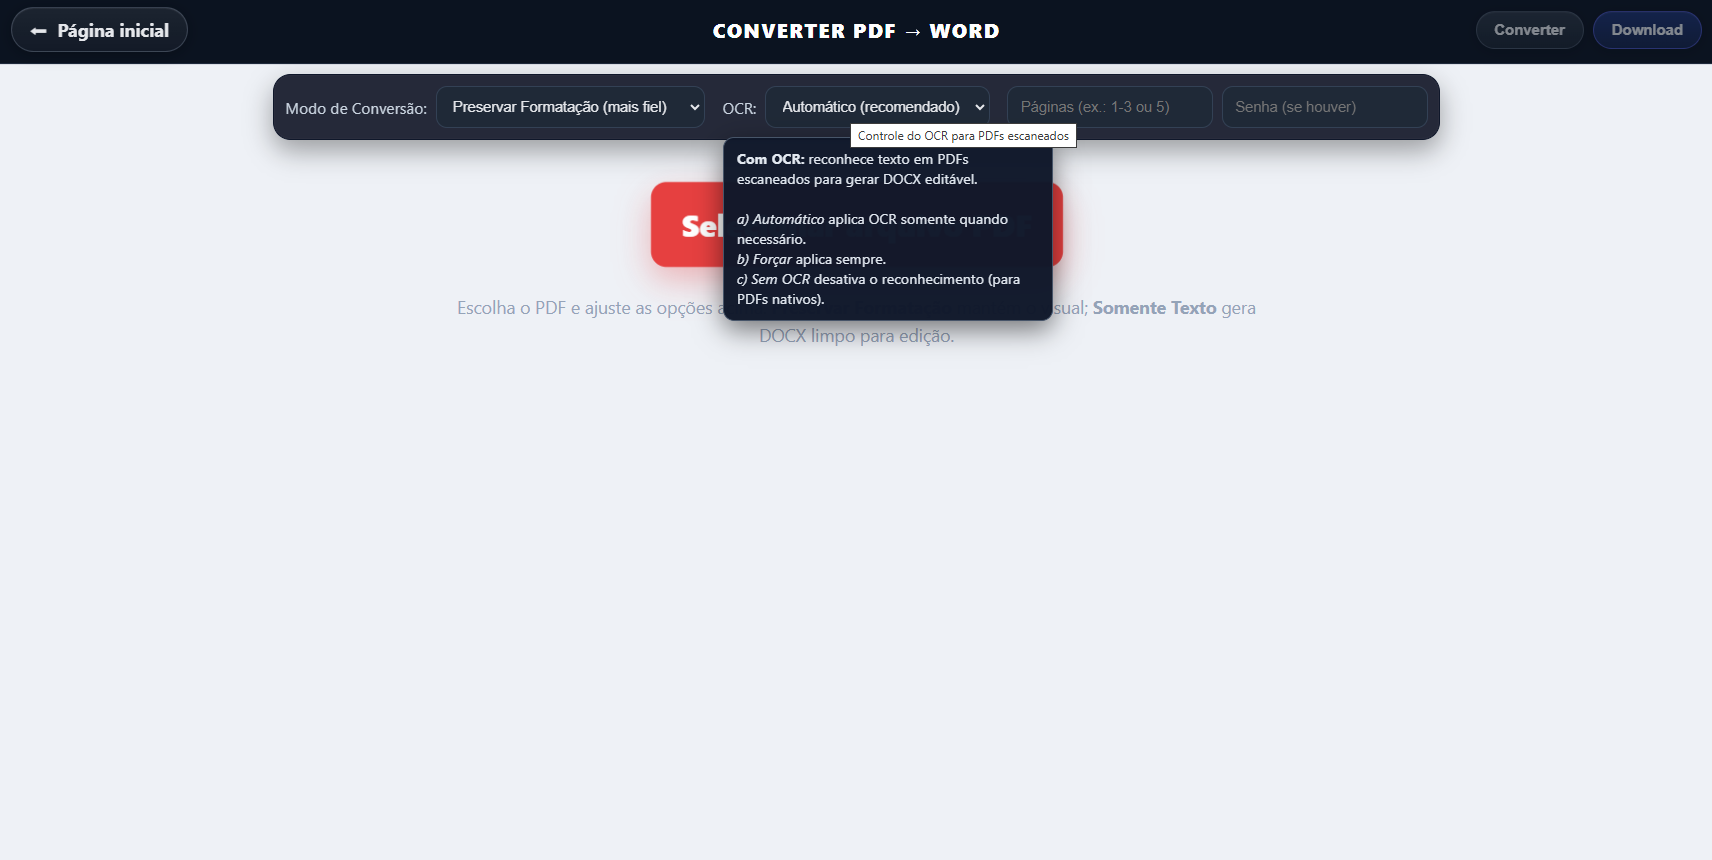 ← Página inicial
CONVERTER PDF → WORD
Converter
Download
Modo de Conversão: Preservar Formatação (mais fiel) OCR: Automático (recomendado) Páginas (ex.: 1-3 ou 5) Senha (se houver)
Controle do OCR para PDFs escaneados
Com OCR: reconhece texto em PDFs
escaneados para gerar DOCX editável.
a) Automático aplica OCR somente quando
necessário.
b) Forçar aplica sempre.
c) Sem OCR desativa o reconhecimento (para
PDFs nativos).
Escolha o PDF e ajuste as opções
Somente Texto gera
DOCX limpo para edição.